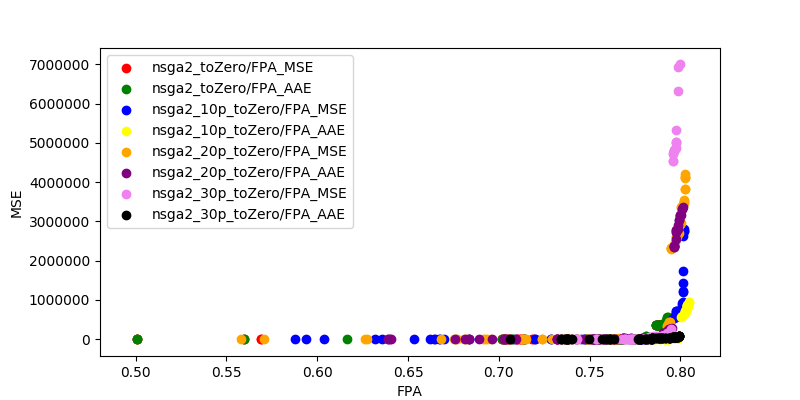 7000000
6000000
5000000
4000000
3000000
2000000
1000000
0
MSE
nsga2_toZero/FPA_MSE
nsga2_toZero/FPA_AAE
nsga2_10p_toZero/FPA_MSE
nsga2_10p_toZero/FPA_AAE
nsga2_20p_toZero/FPA_MSE
nsga2_20p_toZero/FPA_AAE
nsga2_30p_toZero/FPA_MSE
nsga2_30p_toZero/FPA_AAE
0.50 0.55 0.60 0.65 0.70 0.75 0.80
FPA